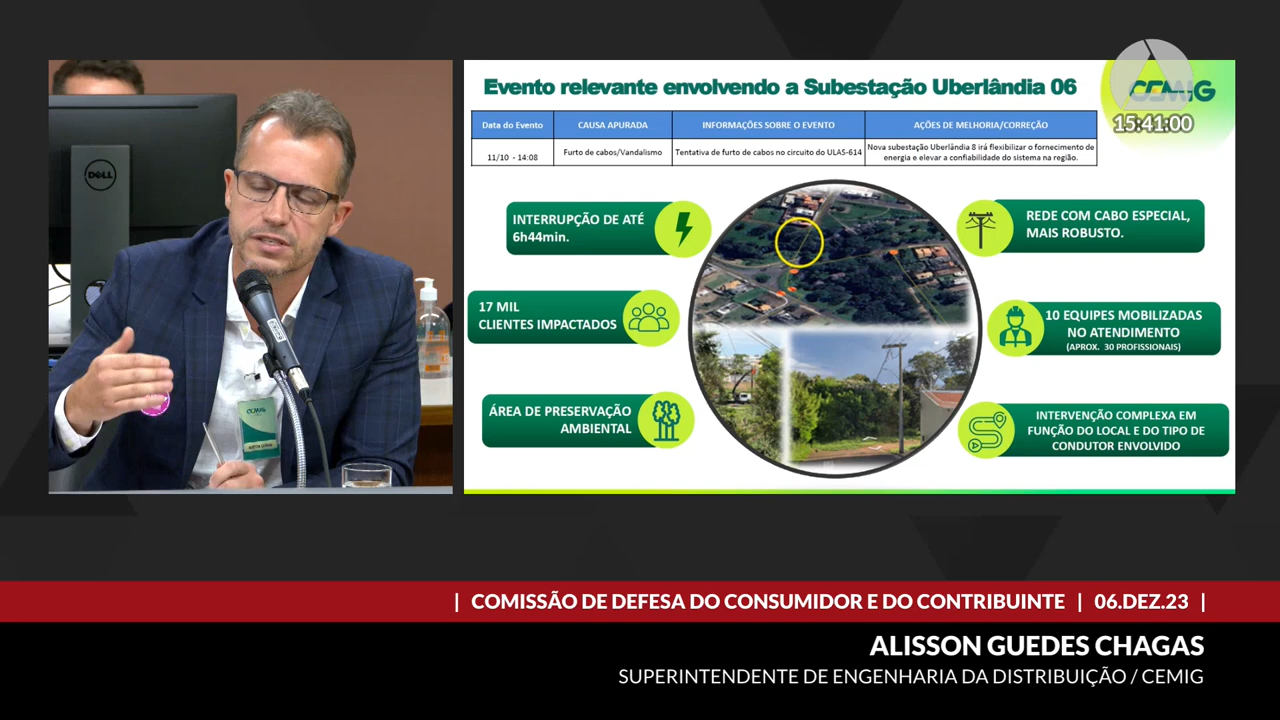 Evento relevante envolvendo a Subestação Uberlândia 06
CEMIG
15:41:00
Data do Evento
CAUSA APURADA
INFORMAÇÕES SOBRE O EVENTO
AÇÕES DE MELHORIA/CORREÇÃO
11/10 - 14:08
Furto de cabos/Vandalismo
Tentativa de furto de cabos no circuito do ULAS-614
Nova subestação Uberlândia 8 irá flexibilizar o fornecimento de
energia e elevar a confiabilidade do sistema na região.
INTERRUPÇÃO DE ATÉ
6h44min.
17 MIL
CLIENTES IMPACTADOS
ÁREA DE PRESERVAÇÃO
AMBIENTAL
REDE COM CABO ESPECIAL,
MAIS ROBUSTO.
10 EQUIPES MOBILIZADAS
NO ATENDIMENTO
(APROX. 30 PROFISSIONAIS)
INTERVENÇÃO COMPLEXA EM
FUNÇÃO DO LOCAL E DO TIPO DE
CONDUTOR ENVOLVIDO
DELL
CEMIG
| COMISSÃO DE DEFESA DO CONSUMIDOR E DO CONTRIBUINTE | 06.DEZ.23 |
ALISSON GUEDES CHAGAS
SUPERINTENDENTE DE ENGENHARIA DA DISTRIBUIÇÃO / CEMIG